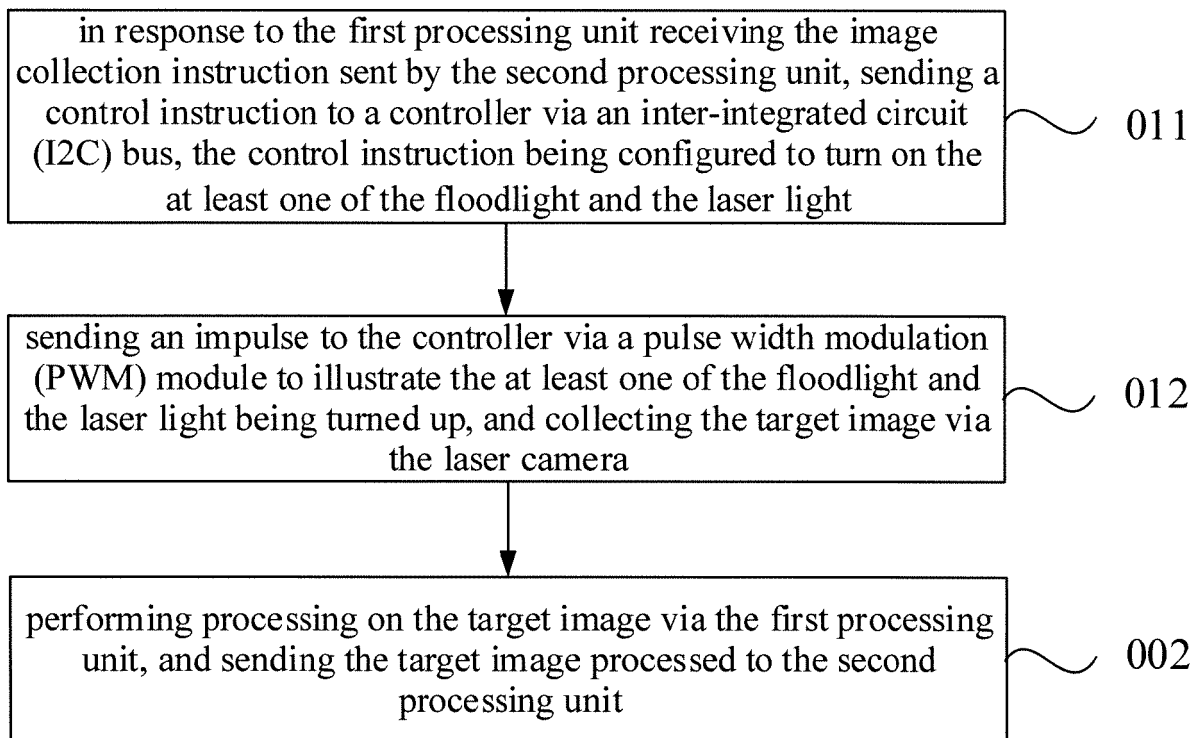 in response to the first processing unit receiving the image
collection instruction sent by the second processing unit, sending a
control instruction to a controller via an inter-integrated circuit
(I2C) bus, the control instruction being configured to turn on the
at least one of the floodlight and the laser light
011
sending an impulse to the controller via a pulse width modulation
(PWM) module to illustrate the at least one of the floodlight and
the laser light being turned up, and collecting the target image via
the laser camera
012
performing processing on the target image via the first processing
unit, and sending the target image processed to the second
processing unit
002